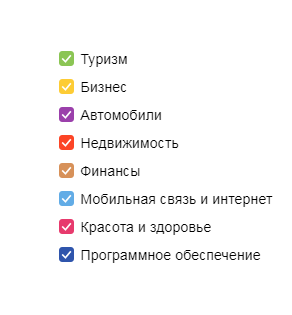 Туризм
Бизнес
Автомобили
Недвижимость
Финансы
Мобильная связь и интернет
Красота и здоровье
Программное обеспечение